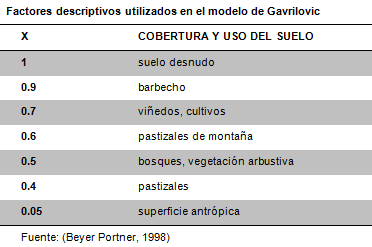 Factores descriptivos utilizados en el modelo de Gavrilovic
X COBERTURA Y USO DEL SUELO
1 suelo desnudo
0.9 barbecho
0.7 viñedos, cultivos
0.6 pastizales de montaña
0.5 bosques, vegetación arbustiva
0.4 pastizales
0.05 superficie antrópica
Fuente: (Beyer Portner, 1998)